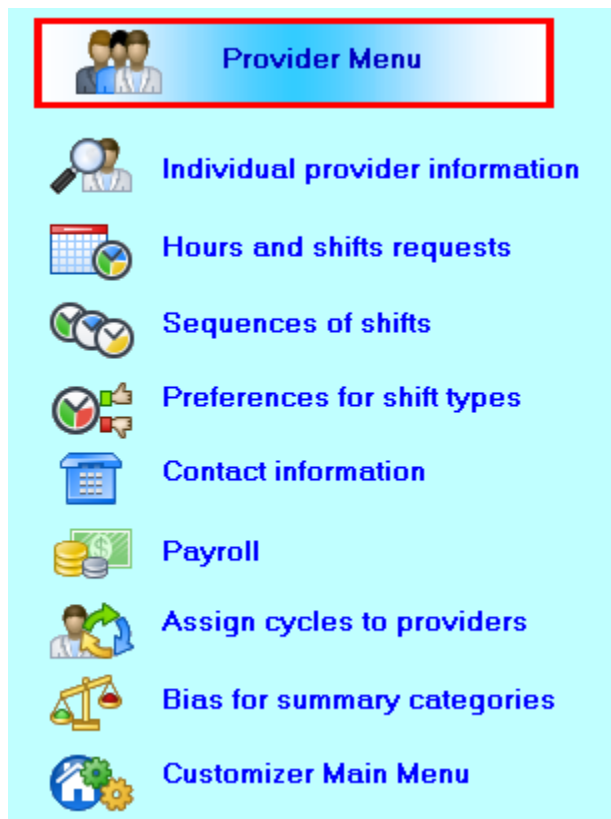 Provider Menu
Individual provider information
Hours and shifts requests
Sequences of shifts
Preferences for shift types
Contact information
Payroll
Assign cycles to providers
Bias for summary categories
Customizer Main Menu